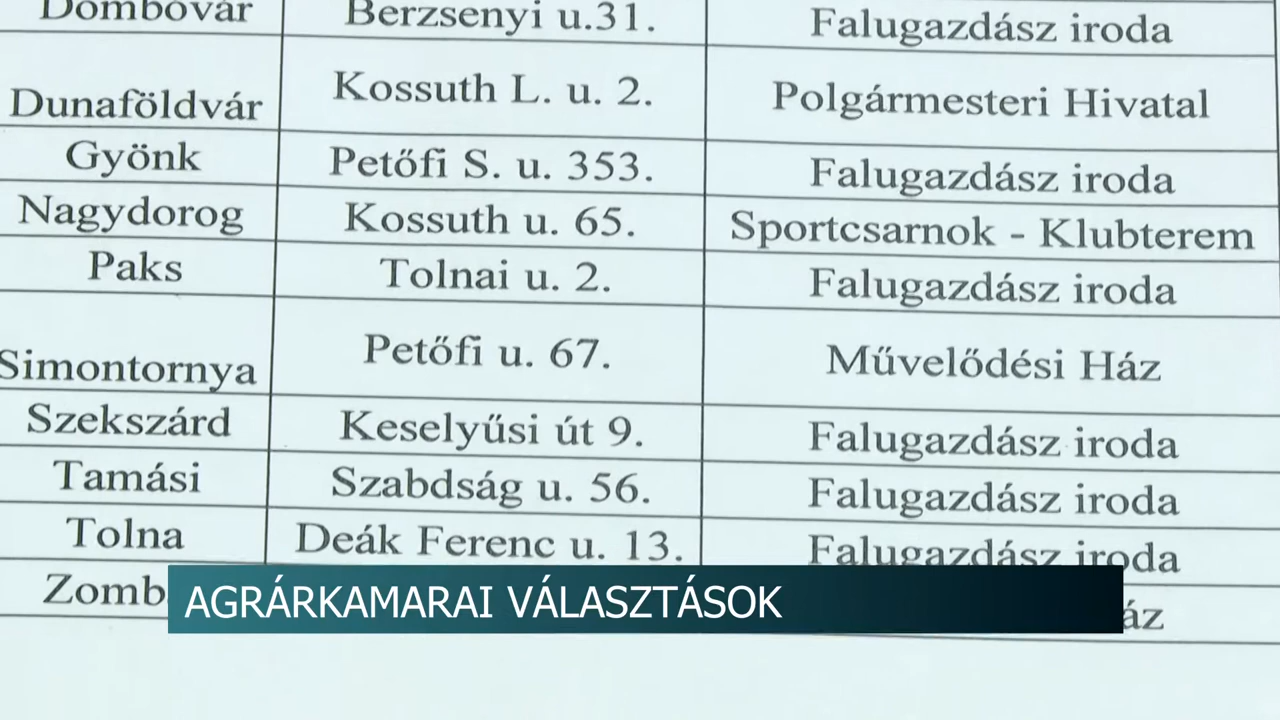 Dombóvár Berzsenyi u.31. Falugazdász iroda
Dunaföldvár Kossuth L. u. 2. Polgármesteri Hivatal
Gyönk Petőfi S. u. 353. Falugazdász iroda
Nagydorog Kossuth u. 65. Sportcsarnok - Klubterem
Paks Tolnai u. 2. Falugazdász iroda
Simontornya Petőfi u. 67. Művelődési Ház
Szekszárd Keselyűsi út 9. Falugazdász iroda
Tamási Szabdság u. 56. Falugazdász iroda
Tolna Deák Ferenc u. 13. Falugazdász iroda
AGRÁRKAMARAI VÁLASZTÁSOK